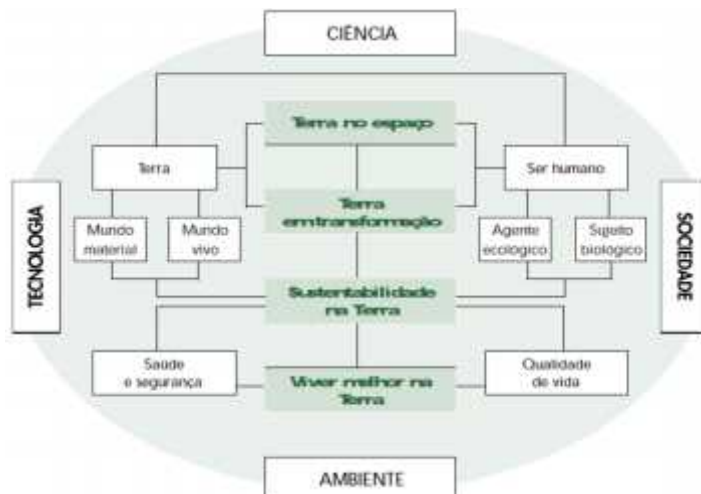 CIÊNCIA
Terra no espaço
Terra
Ser humano
TECNOLOGIA
SOCIEDADE
Terra
em transformação
Mundo
material
Mundo
vivo
Agente
ecológico
Sujeito
biológico
Sustentabilidade
na Terra
Saúde
e segurança
Qualidade
de vida
Viver melhor na
Terra
AMBIENTE